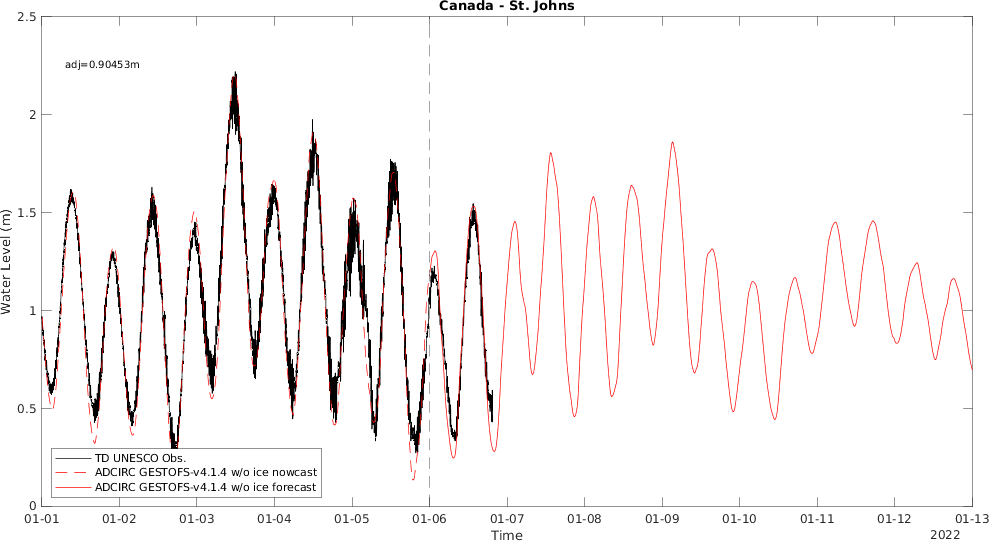 Canada - St. Johns
adj=0.90453m
Water Level (m)
2.5
2
1.5
1
0.5
0
TD UNESCO Obs.
ADCIRC GESTOFS-v4.1.4 w/o ice nowcast
ADCIRC GESTOFS-v4.1.4 w/o ice forecast
01-01 01-02 01-03 01-04 01-05 01-06 01-07 01-08 01-09 01-10 01-11 01-12 01-13
Time
2022